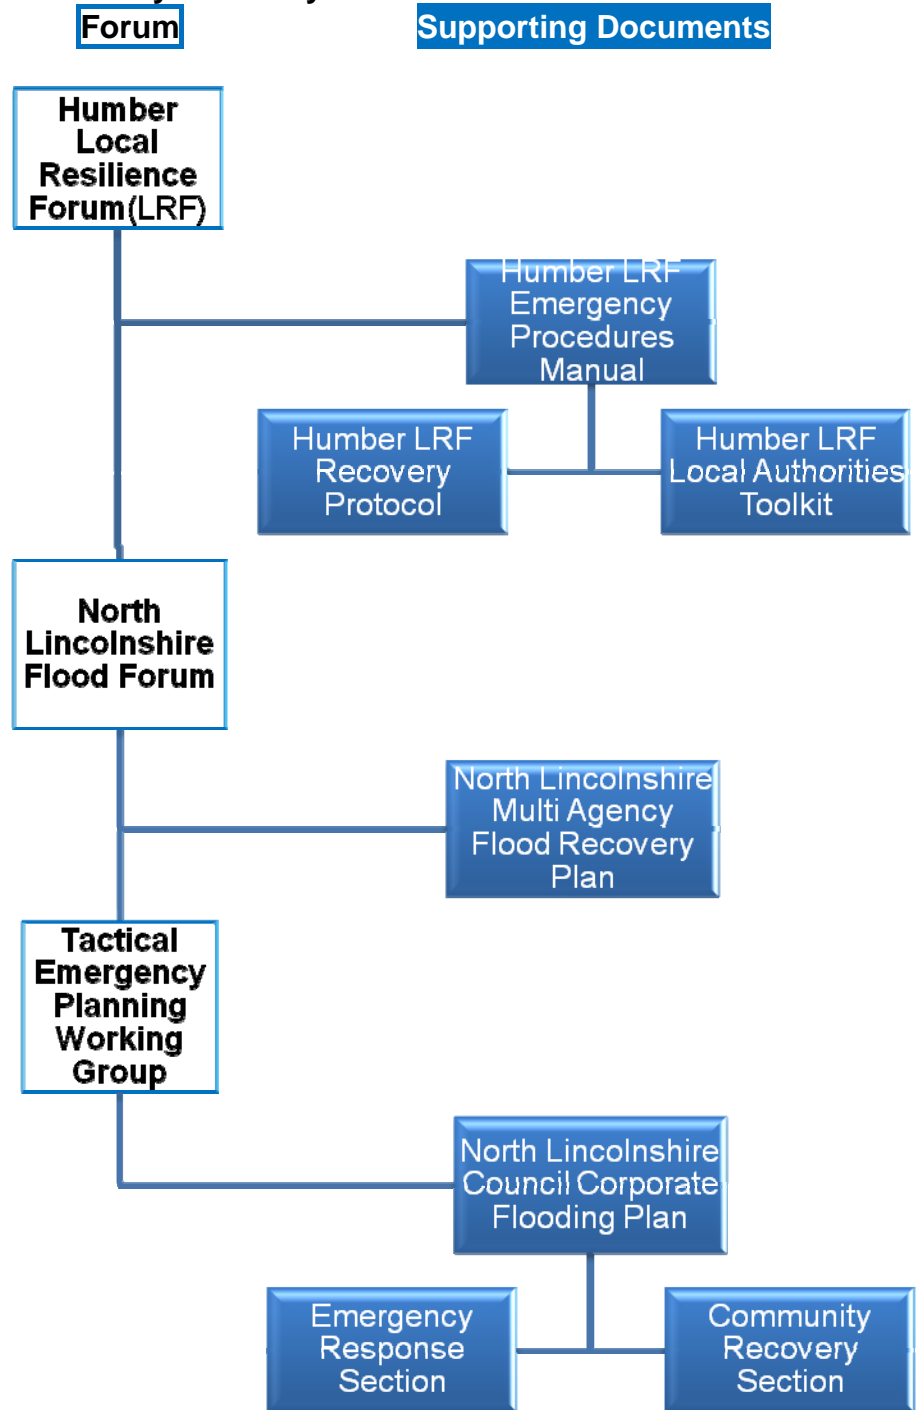 Forum
Supporting Documents
Humber
Local
Resilience
Forum(LRF)
Humber LRF
Emergency
Procedures
Manual
Humber LRF
Recovery
Protocol
Humber LRF
Local Authorities
Toolkit
North
Lincolnshire
Flood Forum
North Lincolnshire
Multi Agency
Flood Recovery
Plan
Tactical
Emergency
Planning
Working
Group
North Lincolnshire
Council Corporate
Flooding Plan
Emergency
Response
Section
Community
Recovery
Section